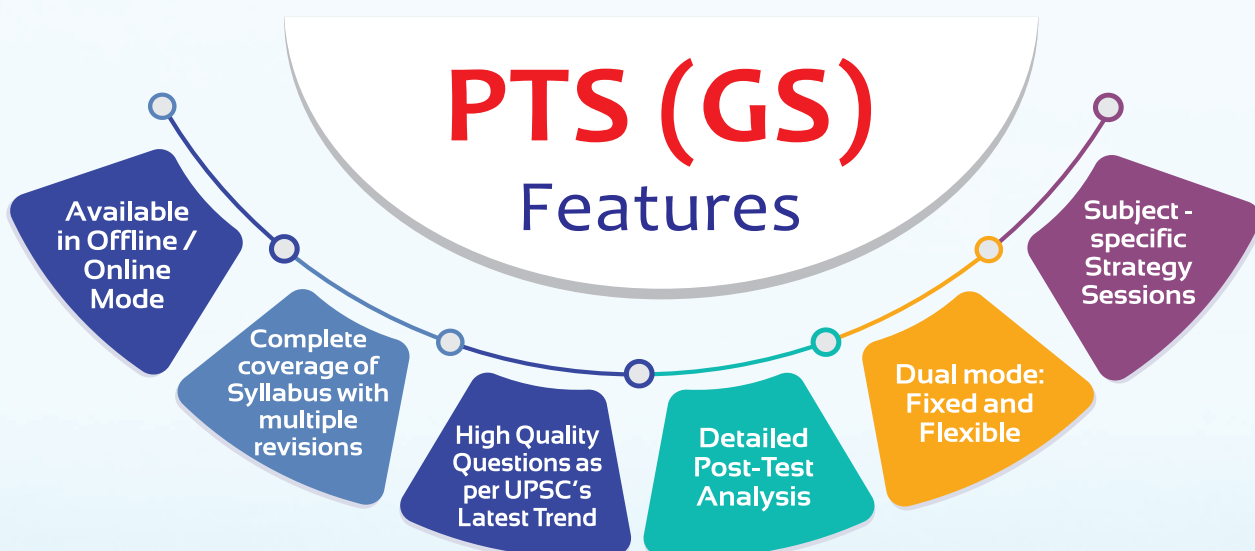 PTS (GS)
Features
Available
in Offline /
Online
Mode
Complete
coverage of
Syllabus with
multiple
revisions
High Quality
Questions as
per UPSC's
Latest Trend
Detailed
Post-Test
Analysis
Dual mode:
Fixed and
Flexible
Subject -
specific
Strategy
Sessions